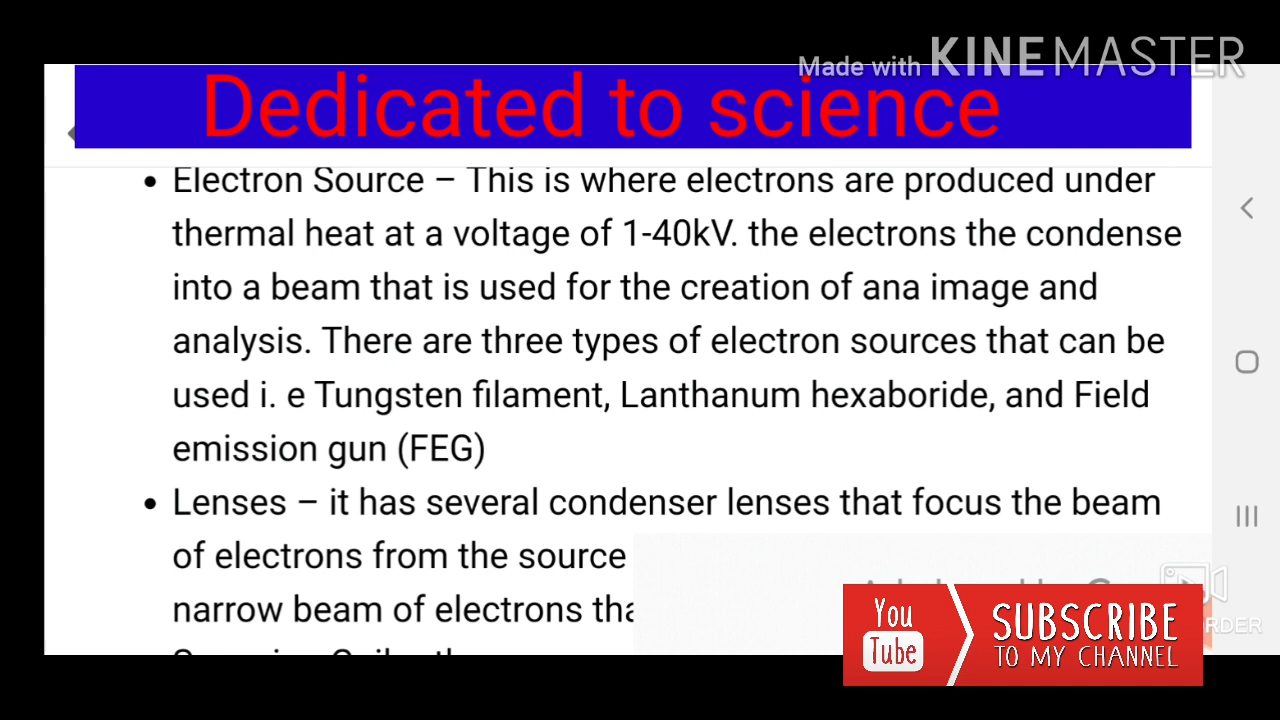 Made with KINEMASTER
Dedicated to science
• Electron Source – This is where electrons are produced under
thermal heat at a voltage of 1-40kV. the electrons the condense
into a beam that is used for the creation of ana image and
analysis. There are three types of electron sources that can be
used i. e Tungsten filament, Lanthanum hexaboride, and Field
emission gun (FEG)
• Lenses – it has several condenser lenses that focus the beam
of electrons from the source
narrow beam of electrons
You
Tube
SUBSCRIBE
TO MY CHANNEL